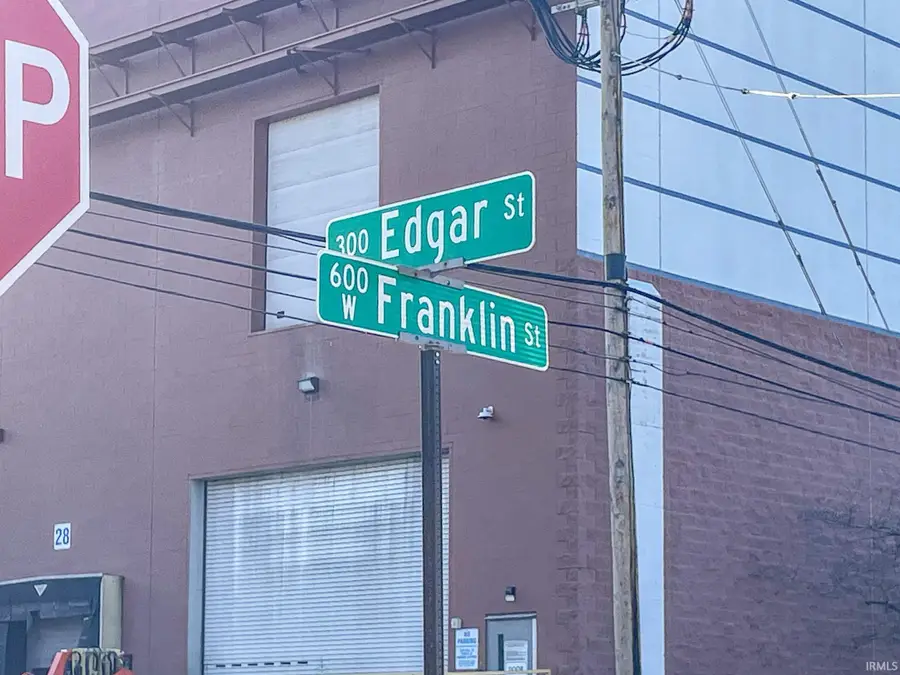 P
300 Edgar St
600 W Franklin St
28
NO PARKING
IRMLS